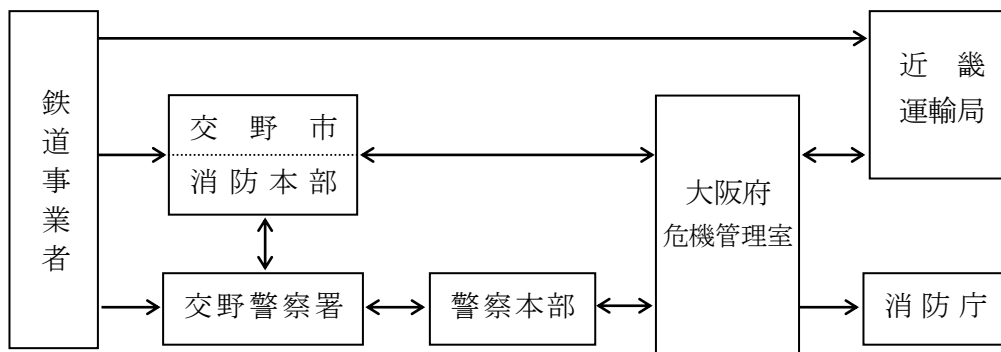 鉄道事業者
交野市
消防本部
交野警察署
警察本部
大阪府
危機管理室
近畿
運輸局
消防庁